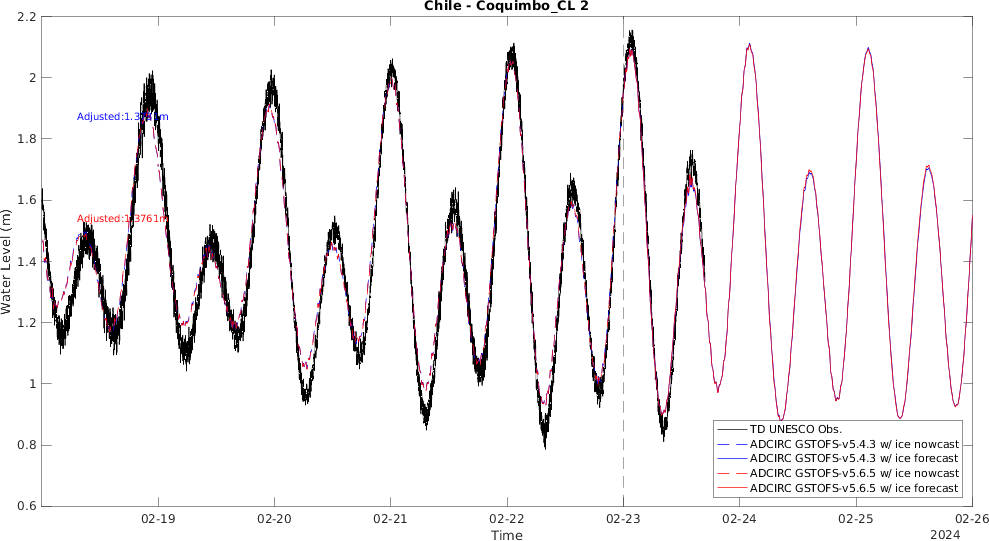 Chile - Coquimbo_CL 2
2.2
2
1.8
1.6
1.4
1.2
1
0.8
0.6
Water Level (m)
Adjusted:1.3761m
TD UNESCO Obs.
ADCIRC GSTOFS-v5.4.3 w/ ice nowcast
ADCIRC GSTOFS-v5.4.3 w/ ice forecast
ADCIRC GSTOFS-v5.6.5 w/ ice nowcast
ADCIRC GSTOFS-v5.6.5 w/ ice forecast
02-19 02-20 02-21 02-22 02-23 02-24 02-25 02-26
Time
2024